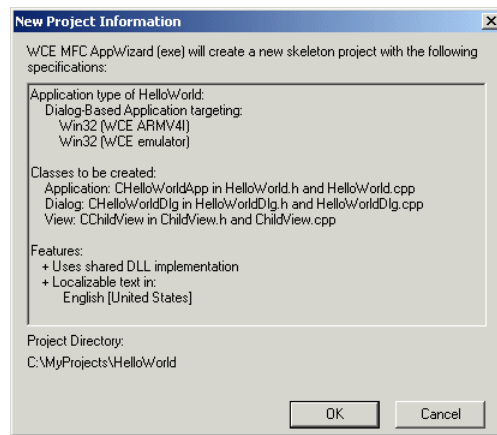 New Project Information
WCE MFC AppWizard (exe) will create a new skeleton project with the following
specifications:
Application type of HelloWorld:
Dialog-Based Application targeting:
Win32 (WCE ARMV4I)
Win32 (WCE emulator)
Classes to be created:
Application: CHelloWorldApp in HelloWorld.h and HelloWorld.cpp
Dialog: CHelloWorldDlg in HelloWorldDlg.h and HelloWorldDlg.cpp
View: CChildView in ChildView.h and ChildView.cpp
Features:
+ Uses shared DLL implementation
+ Localizable text in:
English [United States]
Project Directory:
C:\MyProjects\HelloWorld
OK
Cancel